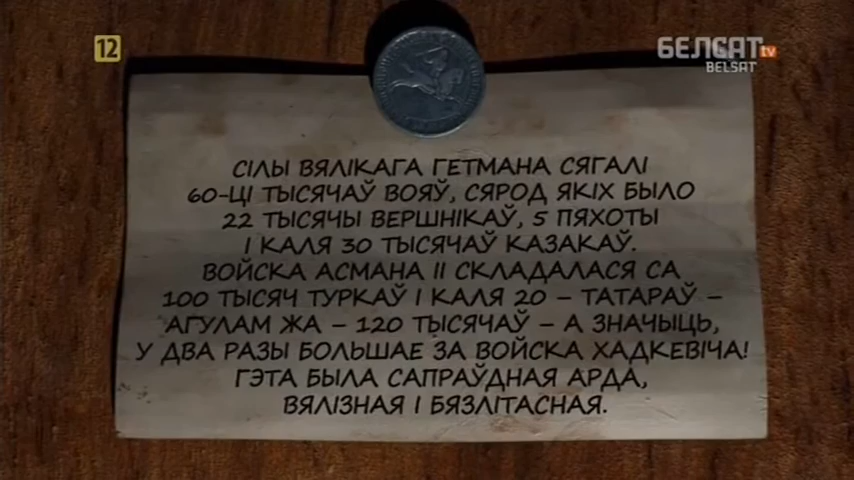 12
БЕЛСАТ tv
BELSAT
СІЛЫ ВЯЛІКАГА ГЕТМАНА СЯГАЛІ
60-ЦІ ТЫСЯЧАЎ ВОЯЎ, СЯРОД ЯКІХ БЫЛО
22 ТЫСЯЧЫ ВЕРШНІКАЎ, 5 ПЯХОТЫ
І КАЛЯ 30 ТЫСЯЧАЎ КАЗАКАЎ.
ВОЙСКА АСМАНА ІІ СКЛАДАЛАСЯ СА
100 ТЫСЯЧ ТУРКАЎ І КАЛЯ 20 – ТАТАРАЎ –
АГУЛАМ ЖА – 120 ТЫСЯЧАЎ – А ЗНАЧЫЦЬ,
У ДВА РАЗЫ БОЛЬШАЕ ЗА ВОЙСКА ХАДКЕВІЧА!
ГЭТА БЫЛА САПРАЎДНАЯ АРДА,
ВЯЛІЗНАЯ І БЯЗЛІТАСНАЯ.